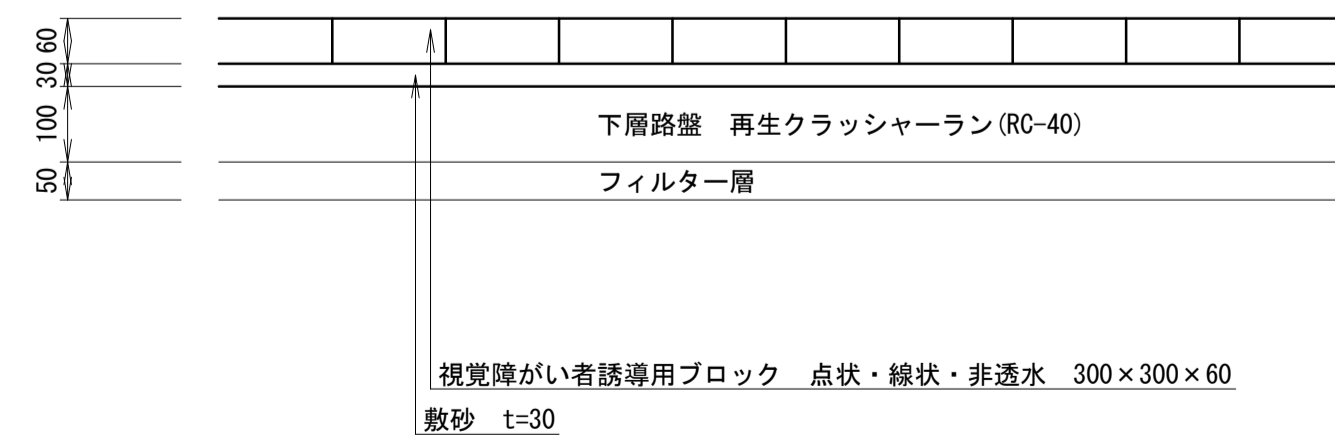 60
30
100
50
下層路盤　再生クラッシャーラン(RC-40)
フィルター層
視覚障がい者誘導用ブロック　点状・線状・非透水　300×300×60
敷砂　t=30